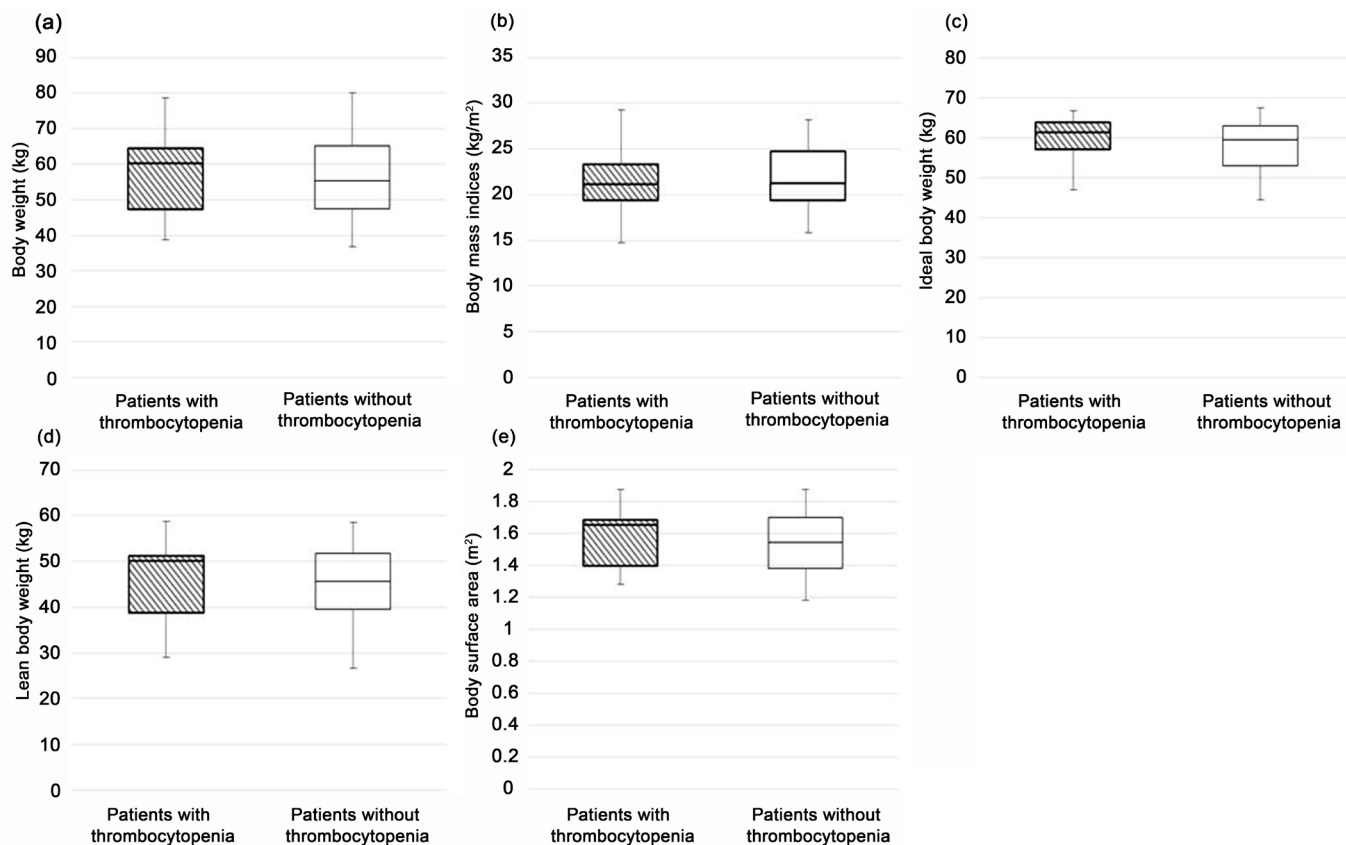 (a)
Body weight (kg)
90
80
70
60
50
40
30
20
10
0
Patients with
thrombocytopenia
Patients without
thrombocytopenia
(b)
Body mass indices (kg/m²)
35
30
25
20
15
10
5
0
Patients with
thrombocytopenia
Patients without
thrombocytopenia
(c)
Ideal body weight (kg)
80
70
60
50
40
30
20
10
0
Patients with
thrombocytopenia
Patients without
thrombocytopenia
(d)
Lean body weight (kg)
70
60
50
40
30
20
10
0
Patients with
thrombocytopenia
Patients without
thrombocytopenia
(e)
Body surface area (m²)
2
1.8
1.6
1.4
1.2
1
0.8
0.6
0.4
0.2
0
Patients with
thrombocytopenia
Patients without
thrombocytopenia